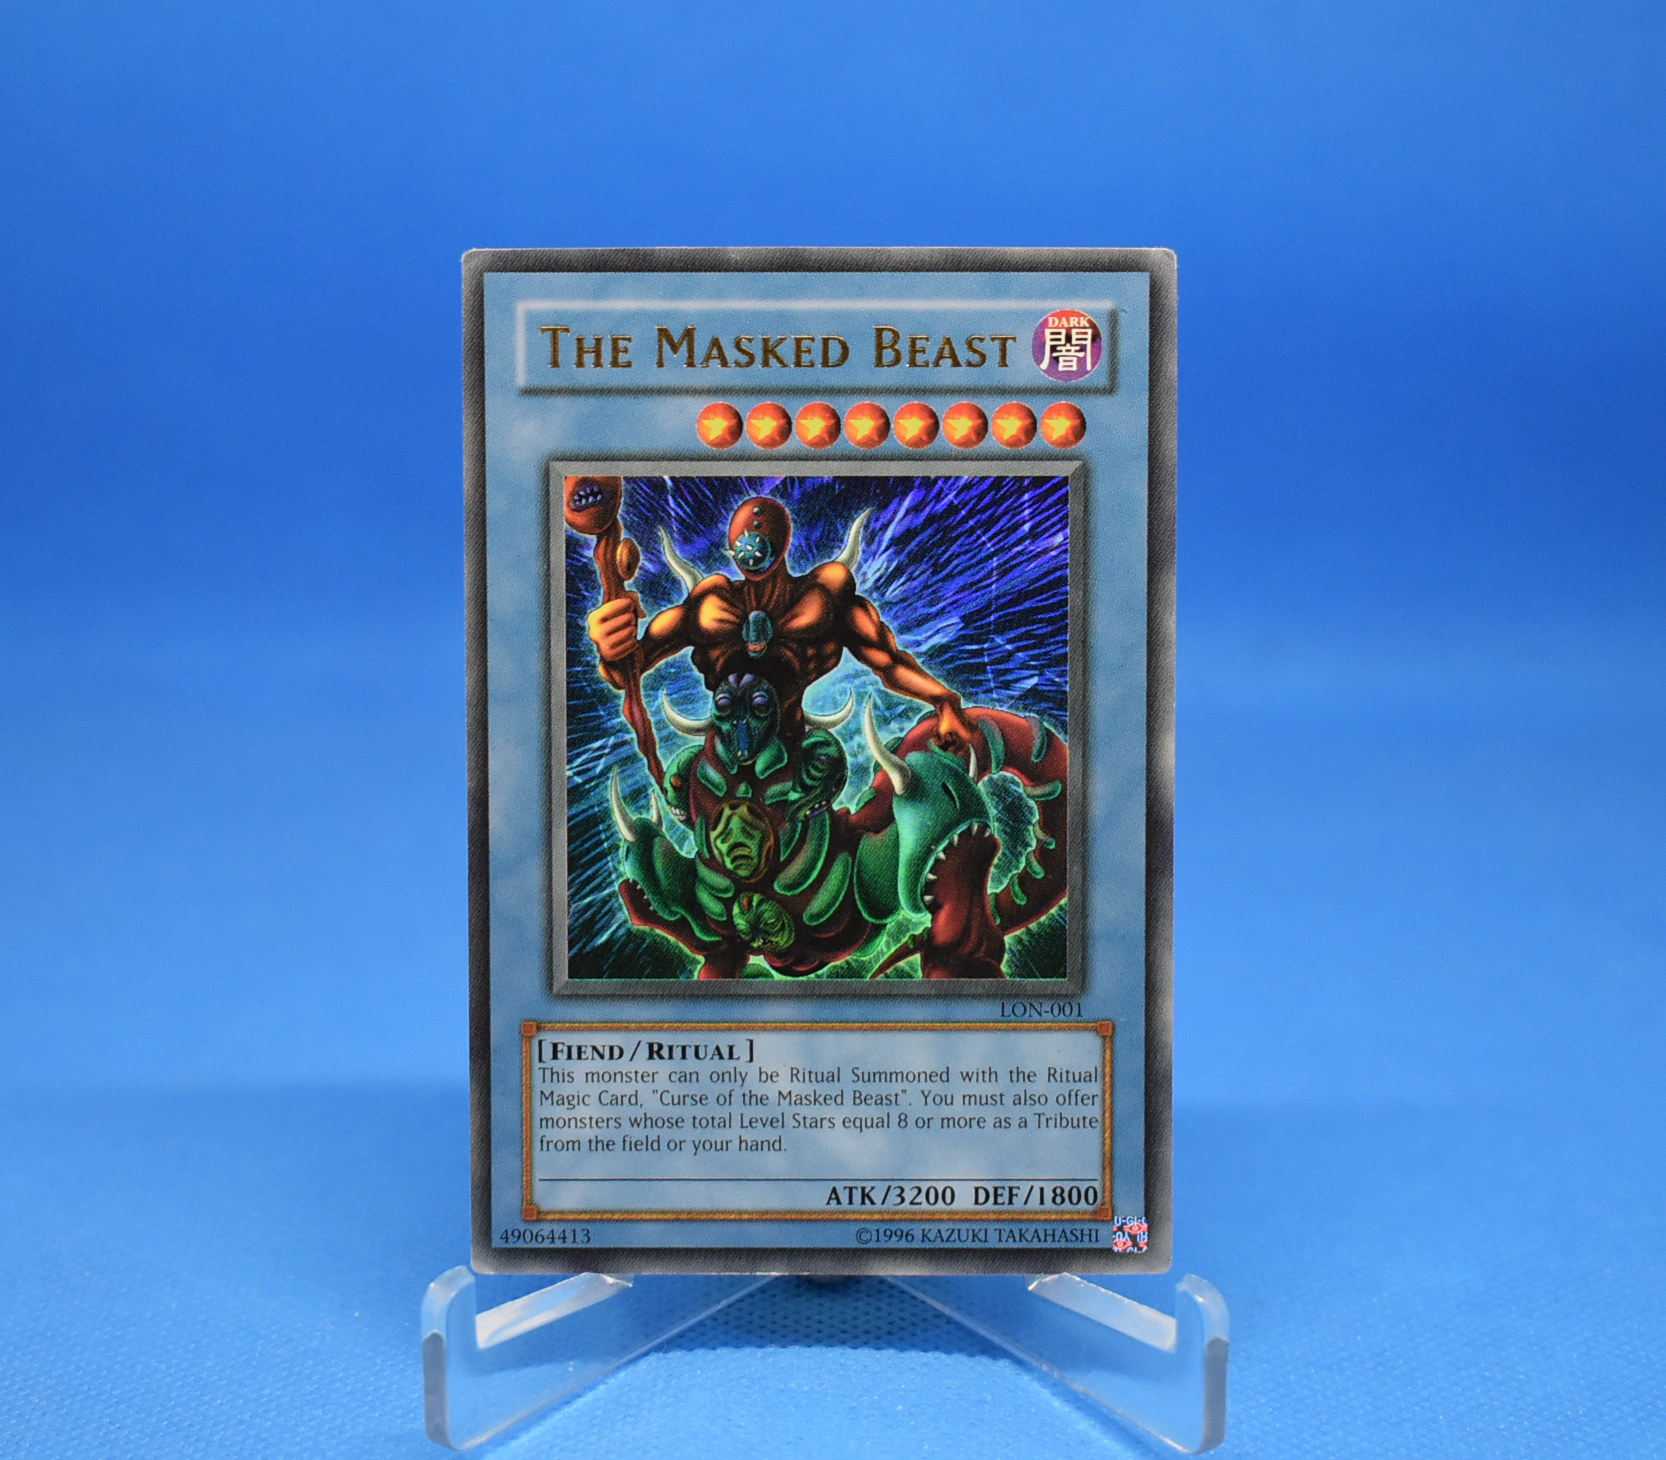 THE MASKED BEAST
DARK
闇
LON-001
[FIEND/RITUAL]
This monster can only be Ritual Summoned with the Ritual
Magic Card, "Curse of the Masked Beast". You must also offer
monsters whose total Level Stars equal 8 or more as a Tribute
from the field or your hand.
ATK/3200 DEF/1800
49064413
©1996 KAZUKI TAKAHASHI